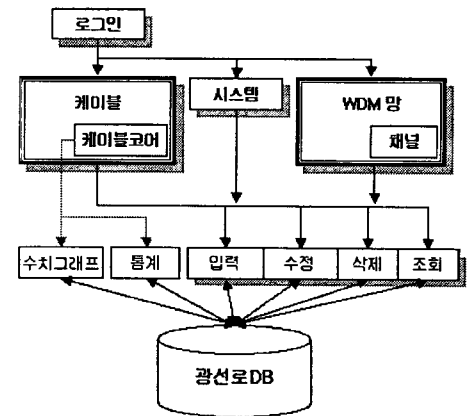 로그인
케이블
시스템
WDM 망
케이블코어
채널
수치그래프
통계
입력
수정
삭제
조회
광선로DB